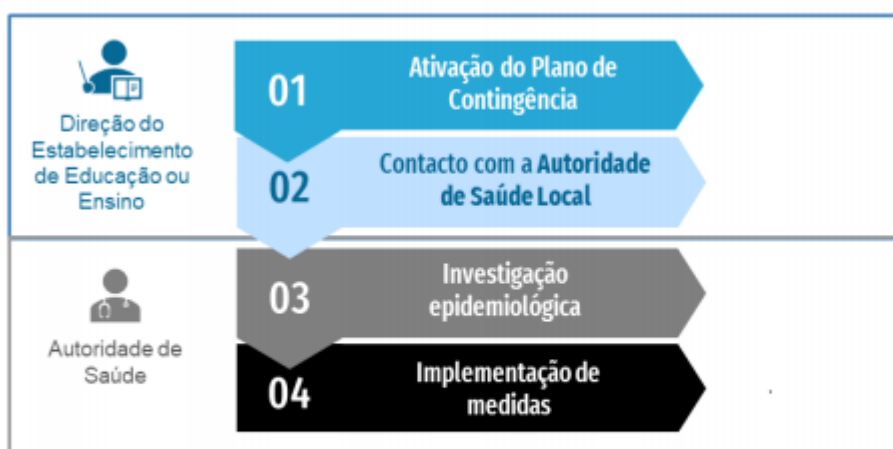 Direção do
Estabelecimento
de Educação ou
Ensino
01
Ativação do Plano de
Contingência
02
Contacto com a Autoridade
de Saúde Local
Autoridade de
Saúde
03
Investigação
epidemiológica
04
Implementação de
medidas